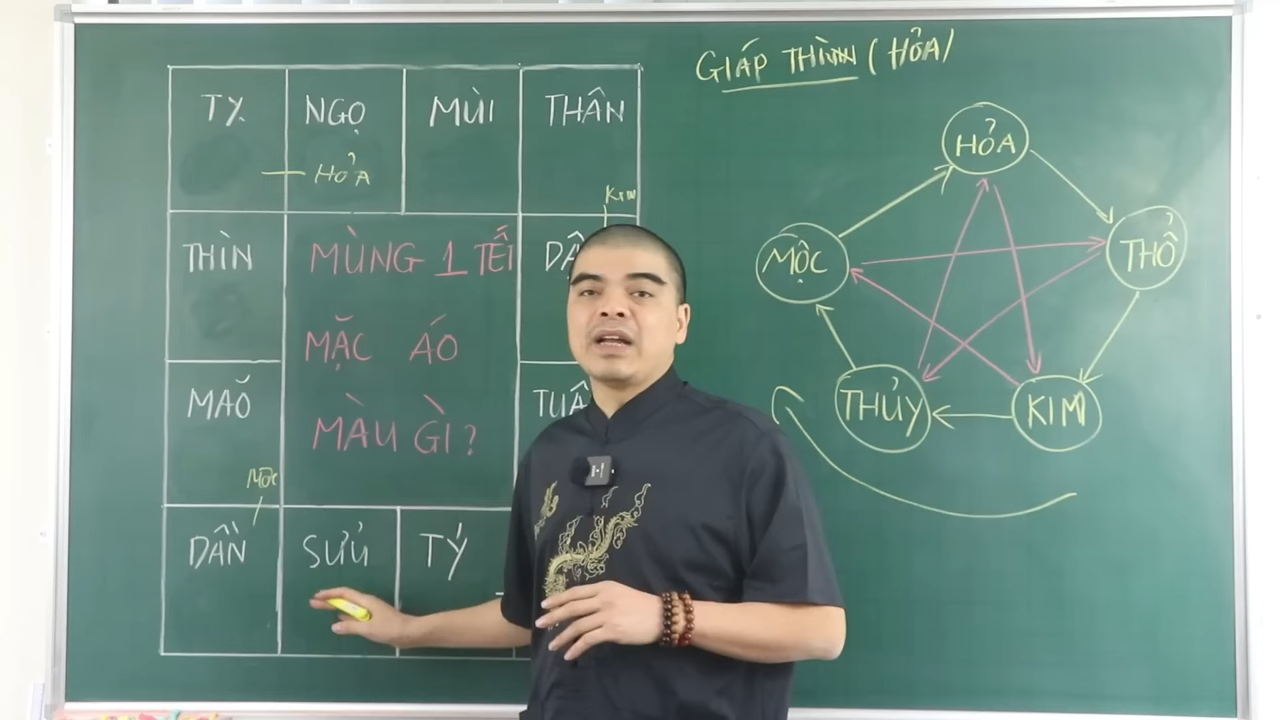 GIÁP THÌN (HỎA)
TỴ NGỌ MÙI THÂN
HỎA
KIM
THÌN
MÙNG 1 TẾT
MẶC ÁO
MÀU GÌ?
MAỎ
MỘC
DẦN SỬU TÝ
HỎA
MỘC
THỔ
THỦY
KIM